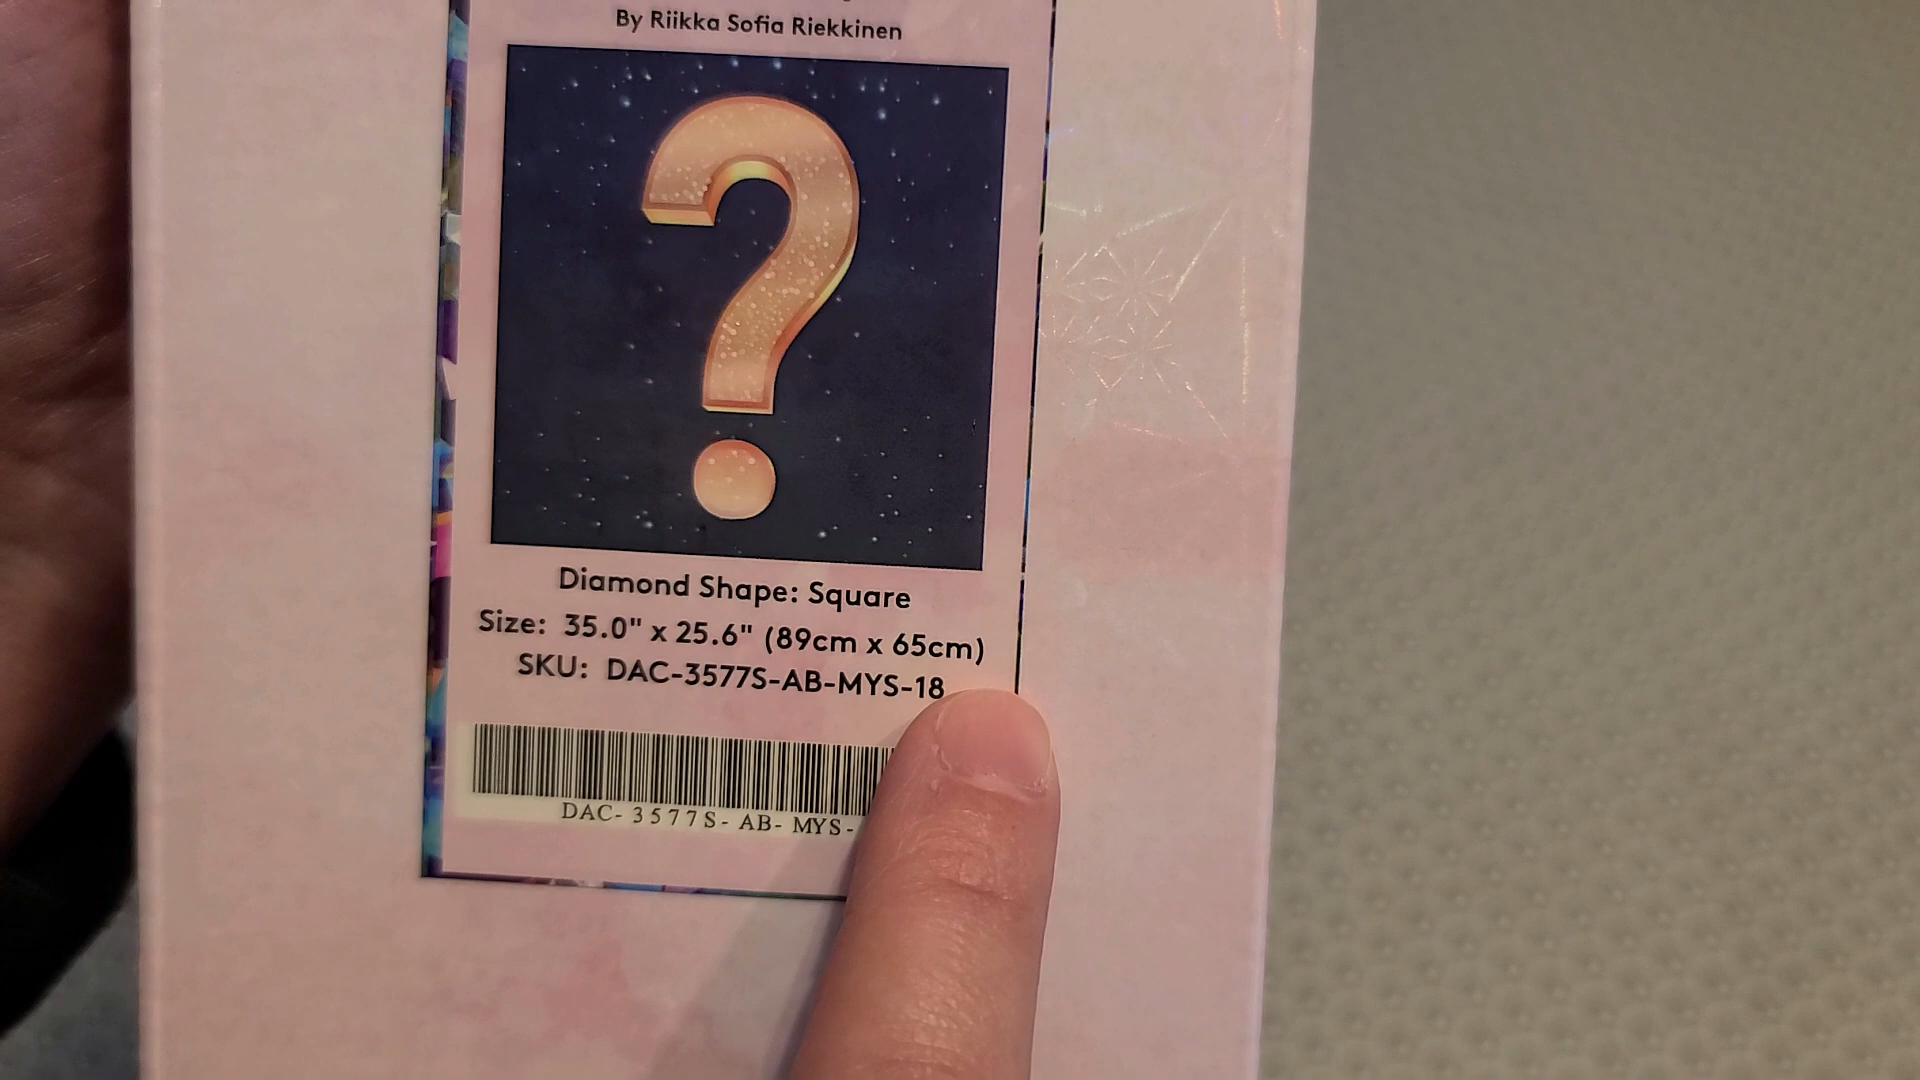 By Riikka Sofia Riekkinen
?
Diamond Shape: Square
Size: 35.0" x 25.6" (89cm x 65cm)
SKU: DAC-3577S-AB-MYS-18
DAC- 3577S- AB- MYS-